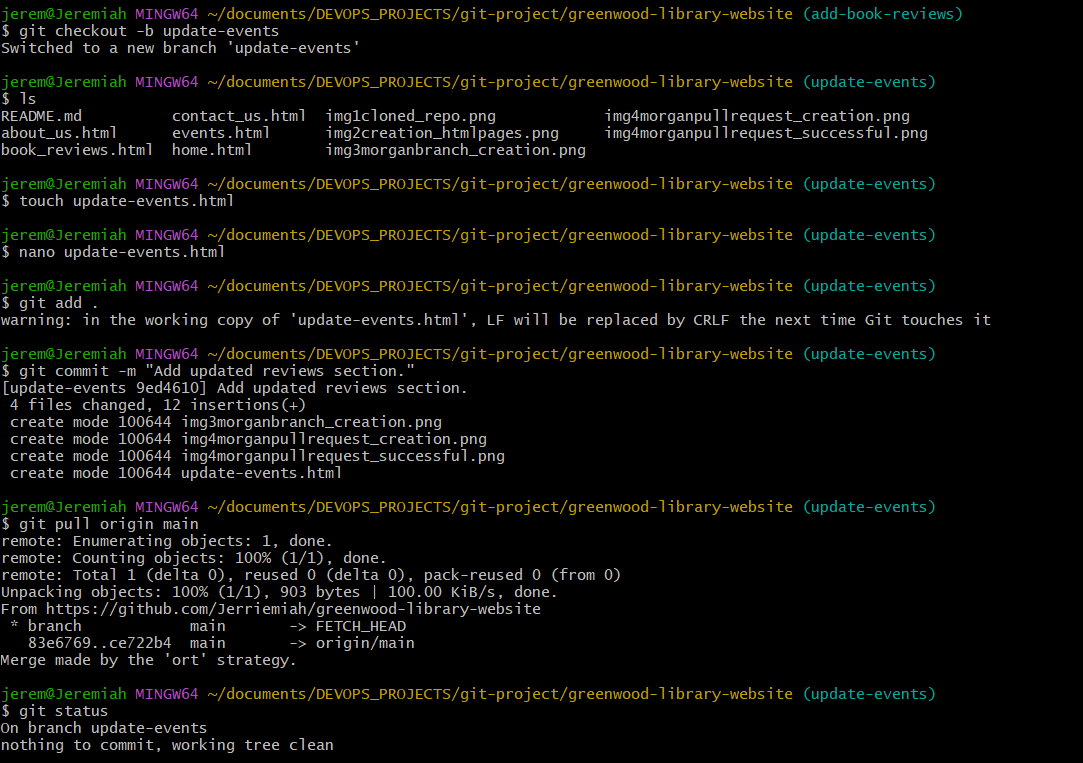 jerem@Jeremiah MINGW64 ~/documents/DEVOPS_PROJECTS/git-project/greenwood-library-website (add-book-reviews)
$ git checkout -b update-events
Switched to a new branch 'update-events'

jerem@Jeremiah MINGW64 ~/documents/DEVOPS_PROJECTS/git-project/greenwood-library-website (update-events)
$ ls
README.md          contact_us.html  img1cloned_repo.png            img4morganpullrequest_creation.png
about_us.html      events.html      img2creation_htmlpages.png     img4morganpullrequest_successful.png
book_reviews.html  home.html        img3morganbranch_creation.png

jerem@Jeremiah MINGW64 ~/documents/DEVOPS_PROJECTS/git-project/greenwood-library-website (update-events)
$ touch update-events.html

jerem@Jeremiah MINGW64 ~/documents/DEVOPS_PROJECTS/git-project/greenwood-library-website (update-events)
$ nano update-events.html

jerem@Jeremiah MINGW64 ~/documents/DEVOPS_PROJECTS/git-project/greenwood-library-website (update-events)
$ git add .
warning: in the working copy of 'update-events.html', LF will be replaced by CRLF the next time Git touches it

jerem@Jeremiah MINGW64 ~/documents/DEVOPS_PROJECTS/git-project/greenwood-library-website (update-events)
$ git commit -m "Add updated reviews section."
[update-events 9ed4610] Add updated reviews section.
 4 files changed, 12 insertions(+)
 create mode 100644 img3morganbranch_creation.png
 create mode 100644 img4morganpullrequest_creation.png
 create mode 100644 img4morganpullrequest_successful.png
 create mode 100644 update-events.html

jerem@Jeremiah MINGW64 ~/documents/DEVOPS_PROJECTS/git-project/greenwood-library-website (update-events)
$ git pull origin main
remote: Enumerating objects: 1, done.
remote: Counting objects: 100% (1/1), done.
remote: Total 1 (delta 0), reused 0 (delta 0), pack-reused 0 (from 0)
Unpacking objects: 100% (1/1), 903 bytes | 100.00 KiB/s, done.
From https://github.com/Jerriemiah/greenwood-library-website
 * branch            main       -> FETCH_HEAD
   83e6769..ce722b4  main       -> origin/main
Merge made by the 'ort' strategy.

jerem@Jeremiah MINGW64 ~/documents/DEVOPS_PROJECTS/git-project/greenwood-library-website (update-events)
$ git status
On branch update-events
nothing to commit, working tree clean